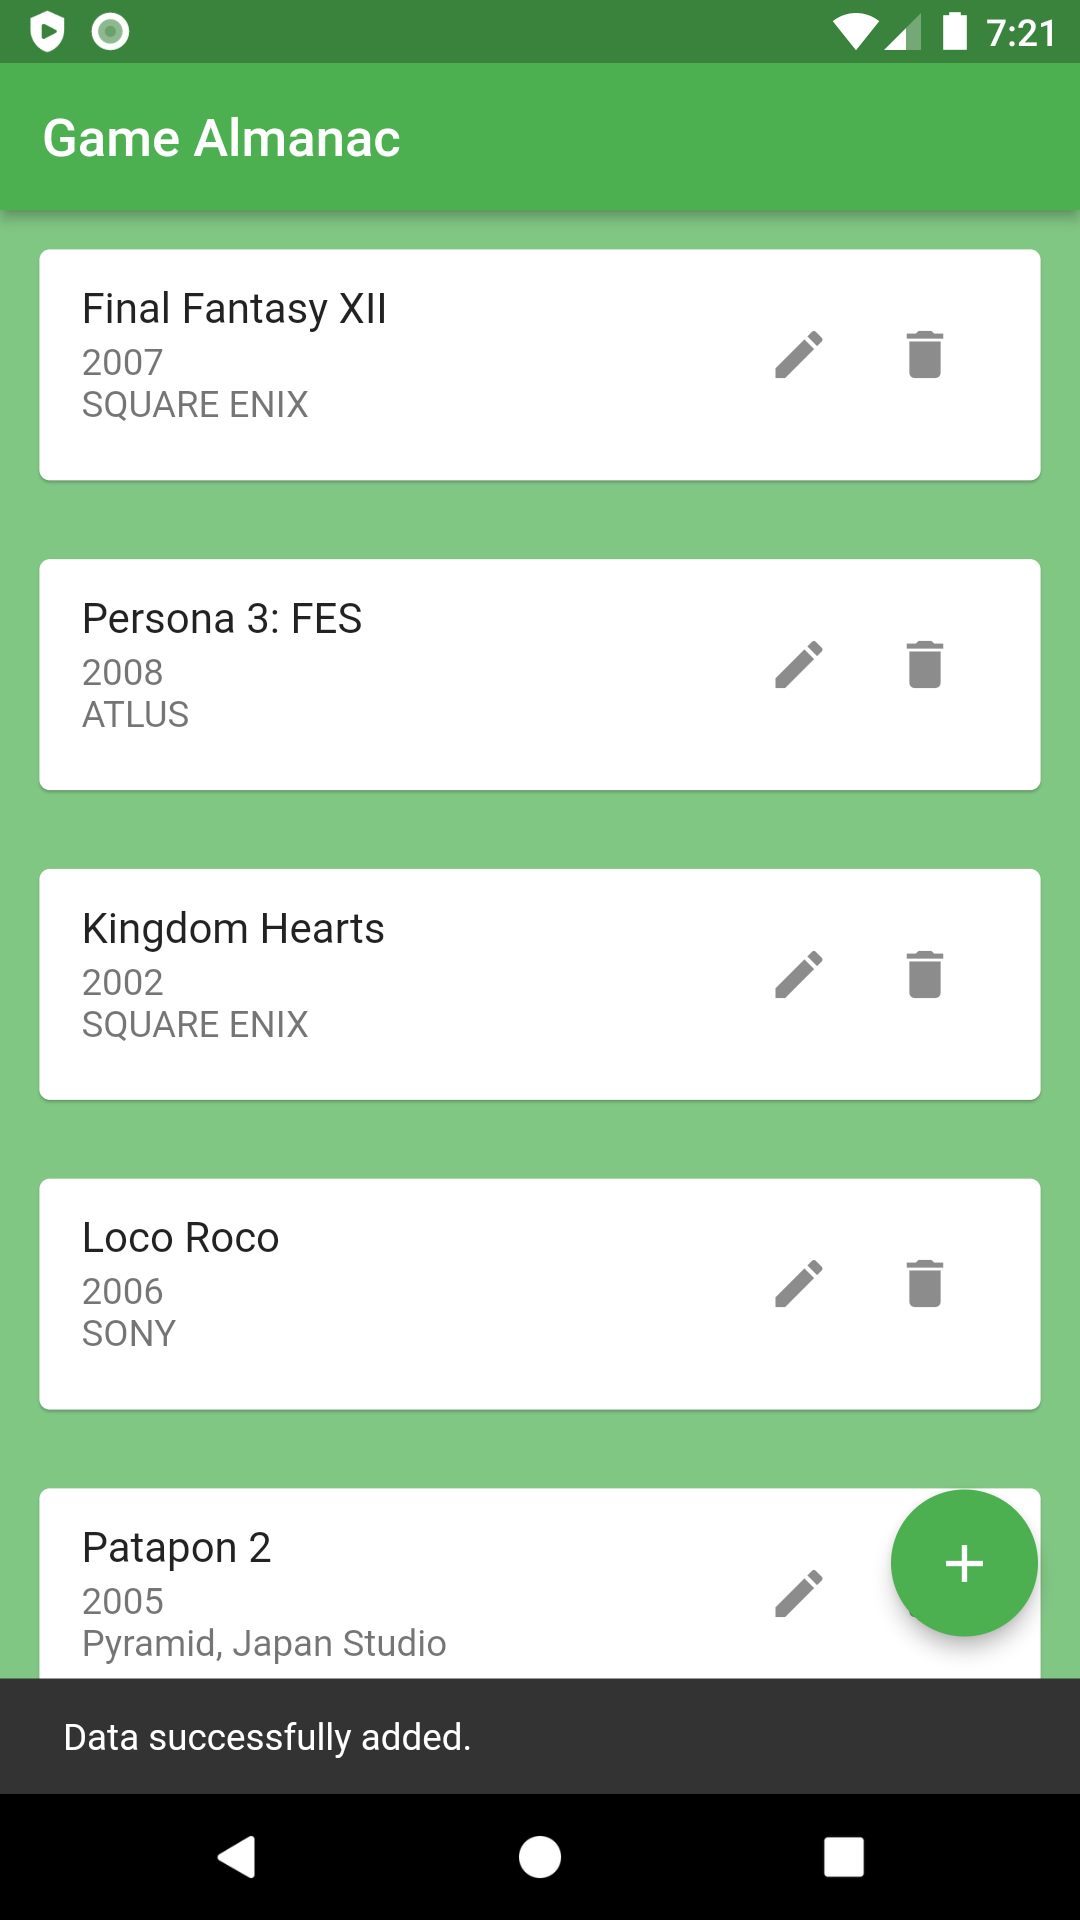 7:21
Game Almanac
Final Fantasy XII
2007
SQUARE ENIX
Persona 3: FES
2008
ATLUS
Kingdom Hearts
2002
SQUARE ENIX
Loco Roco
2006
SONY
Patapon 2
2005
Pyramid, Japan Studio
Data successfully added.